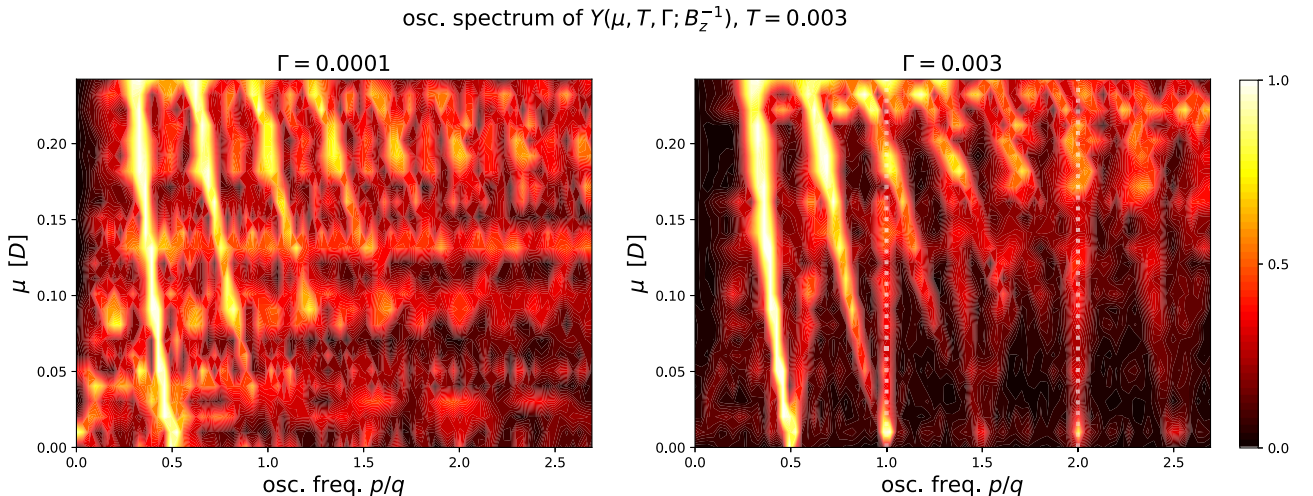 osc. spectrum of Y(μ, T, Γ; B_z^{-1}), T = 0.003
Γ = 0.0001
Γ = 0.003
μ [D]
0.20
0.15
0.10
0.05
0.00
0.0 0.5 1.0 1.5 2.0 2.5
osc. freq. p/q
μ [D]
0.20
0.15
0.10
0.05
0.00
0.0 0.5 1.0 1.5 2.0 2.5
osc. freq. p/q
1.0
0.5
0.0